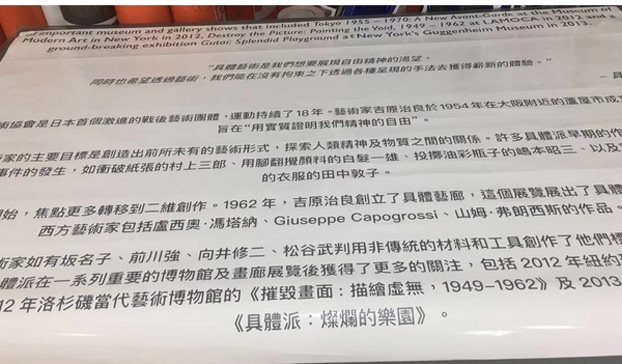 important museum and gallery shows that included Tokyo 1955 – 1970: A New Avant-Garde at the Museum of
Modern Art in New York in 2012, Destroy the Picture: Painting the Void, 1949 – 1962 at LAMOCA in 2012 and a
ground-breaking exhibition Gutai: Splendid Playground at New York's Guggenheim Museum in 2013.
"具體藝術是我們想要展現自由精神的渴望。
同時也希望透過藝術，我們能在沒有拘束之下透過各種呈現的手法去獲得嶄新的體驗。"
術協會是日本首個激進的戰後藝術團體，運動持續了 18 年。藝術家吉原治良於 1954 年在大阪附近的蘆屋市成
旨在"用實質證明我們精神的自由"。
家的主要目標是創造出前所未有的藝術形式，探索人類精神及物質之間的關係。許多具體派早期的作
事件的發生，如衝破紙張的村上三郎、用腳翻攪顏料的白髮一雄、投擲油彩瓶子的嶋本昭三、以及
的衣服的田中敦子。
開始，焦點更多轉移到二維創作。1962 年，吉原治良創立了具體藝廊，這個展覽展出了具體
西方藝術家包括盧西奧·馮塔納、Giuseppe Capogrossi、山姆·弗朗西斯的作品。
術家如有坂名子、前川強、向井修二、松谷武判用非傳統的材料和工具創作了他們標
體派在一系列重要的博物館及畫廊展覽後獲得了更多的關注，包括 2012 年紐約
12 年洛杉磯當代藝術博物館的《摧毀畫面：描繪虛無，1949–1962》及 2013
《具體派：燦爛的樂園》。